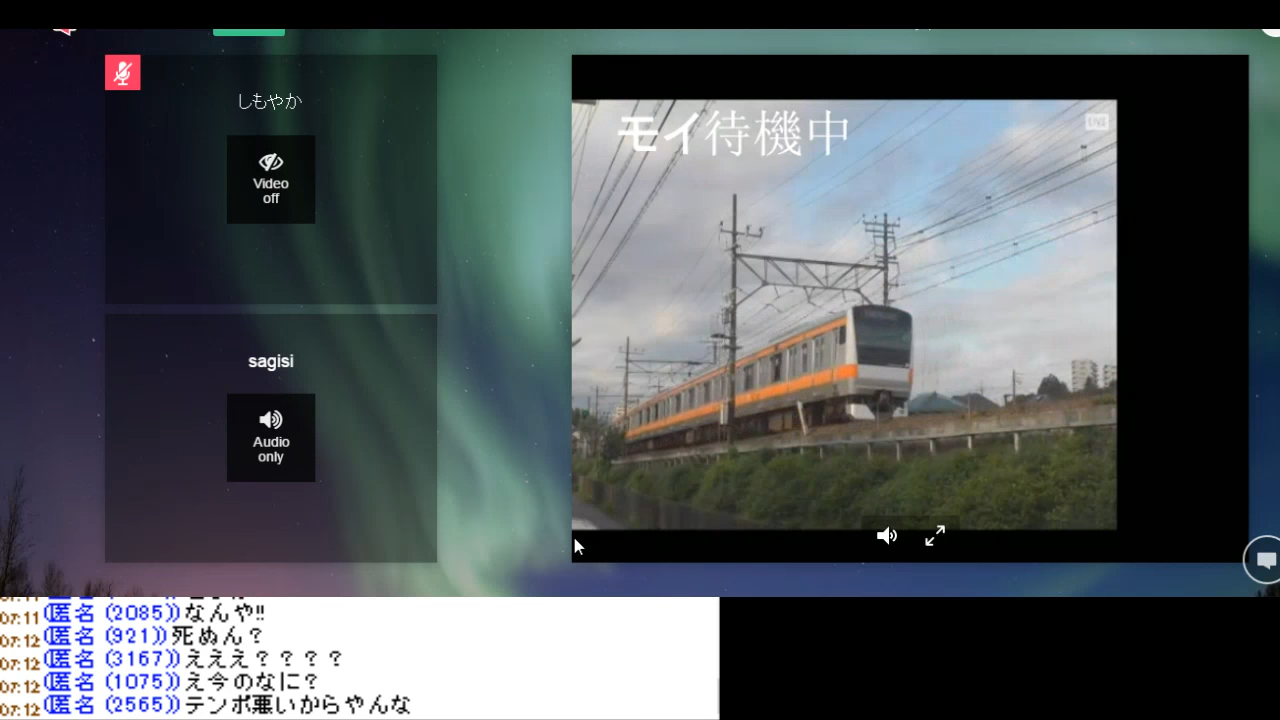 しもやか
Video
off
sagisi
Audio
only
モイ待機中
LIVE
07:11 (匿名 (2085)) なんや!!
07:12 (匿名 (921)) 死ぬん？
07:12 (匿名 (3167)) えええ？？？？
07:12 (匿名 (1075)) え今のなに？
07:12 (匿名 (2565)) テンポ悪いからやんな